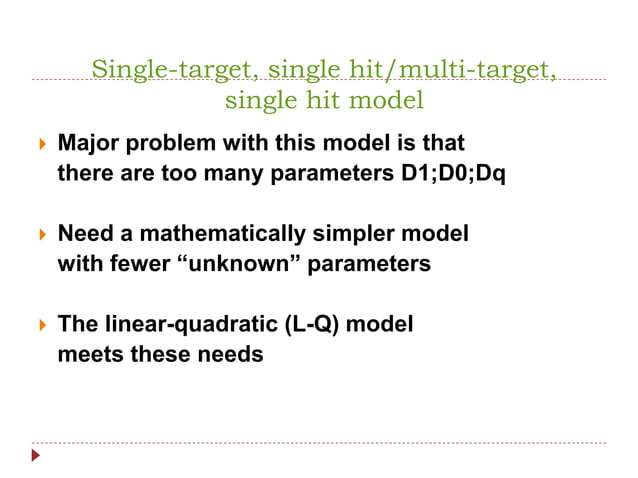 Single-target, single hit/multi-target,
single hit model
Major problem with this model is that
there are too many parameters D1;D0;Dq
Need a mathematically simpler model
with fewer “unknown” parameters
The linear-quadratic (L-Q) model
meets these needs